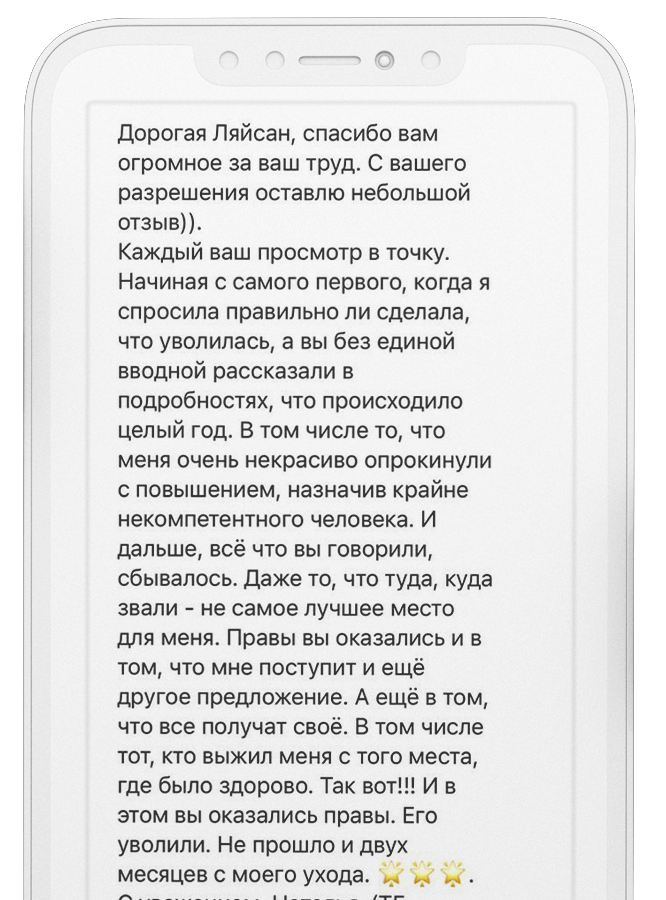 Дорогая Ляйсан, спасибо вам
огромное за ваш труд. С вашего
разрешения оставлю небольшой
отзыв)).
Каждый ваш просмотр в точку.
Начиная с самого первого, когда я
спросила правильно ли сделала,
что уволилась, а вы без единой
вводной рассказали в
подробностях, что происходило
целый год. В том числе то, что
меня очень некрасиво опрокинули
с повышением, назначив крайне
некомпетентного человека. И
дальше, всё что вы говорили,
сбывалось. Даже то, что туда, куда
звали - не самое лучшее место
для меня. Правы вы оказались и в
том, что мне поступит и ещё
другое предложение. А ещё в том,
что все получат своё. В том числе
тот, кто выжил меня с того места,
где было здорово. Так вот!!! И в
этом вы оказались правы. Его
уволили. Не прошло и двух
месяцев с моего ухода. 🌟🌟🌟.